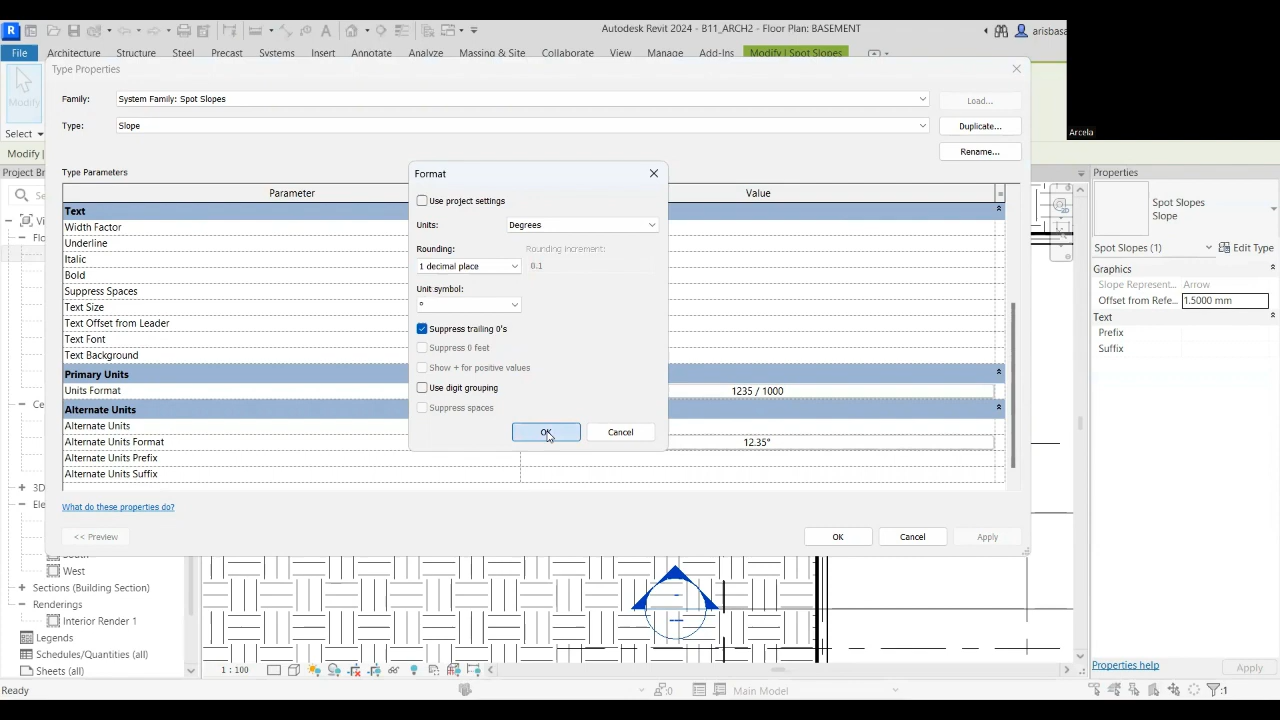 Autodesk Revit 2024 - B11_ARCH2 - Floor Plan: BASEMENT
File Architecture Structure Steel Precast Systems Insert Annotate Analyze Massing & Site Collaborate View Manage Modify | Spot Slopes
Type Properties
Modify
Select
Arcela
Family: System Family: Spot Slopes Load...
Type: Slope Duplicate...
Rename...
Modify |
Type Parameters
Parameter Value
Text
Width Factor
Underline
Italic
Bold
Suppress Spaces
Text Size
Text Offset from Leader
Text Font
Text Background
Primary Units
Units Format 1235 / 1000
Alternate Units
Alternate Units
Alternate Units Format 12.35°
Alternate Units Prefix
Alternate Units Suffix
What do these properties do?
<< Preview OK Cancel Apply
Format
Use project settings
Units: Degrees
Rounding: Rounding increment:
1 decimal place 0.1
Unit symbol:
°
Suppress trailing 0's
Suppress 0 feet
Show + for positive values
Use digit grouping
Suppress spaces
OK Cancel
Properties
Spot Slopes
Slope
Spot Slopes (1) Edit Type
Graphics
Slope Represent... Arrow
Offset from Refe... 1.5000 mm
Text
Prefix
Suffix
Properties help Apply
West
Sections (Building Section)
Renderings
Interior Render 1
Legends
Schedules/Quantities (all)
Sheets (all)
1 : 100
Ready :0 Main Model :1